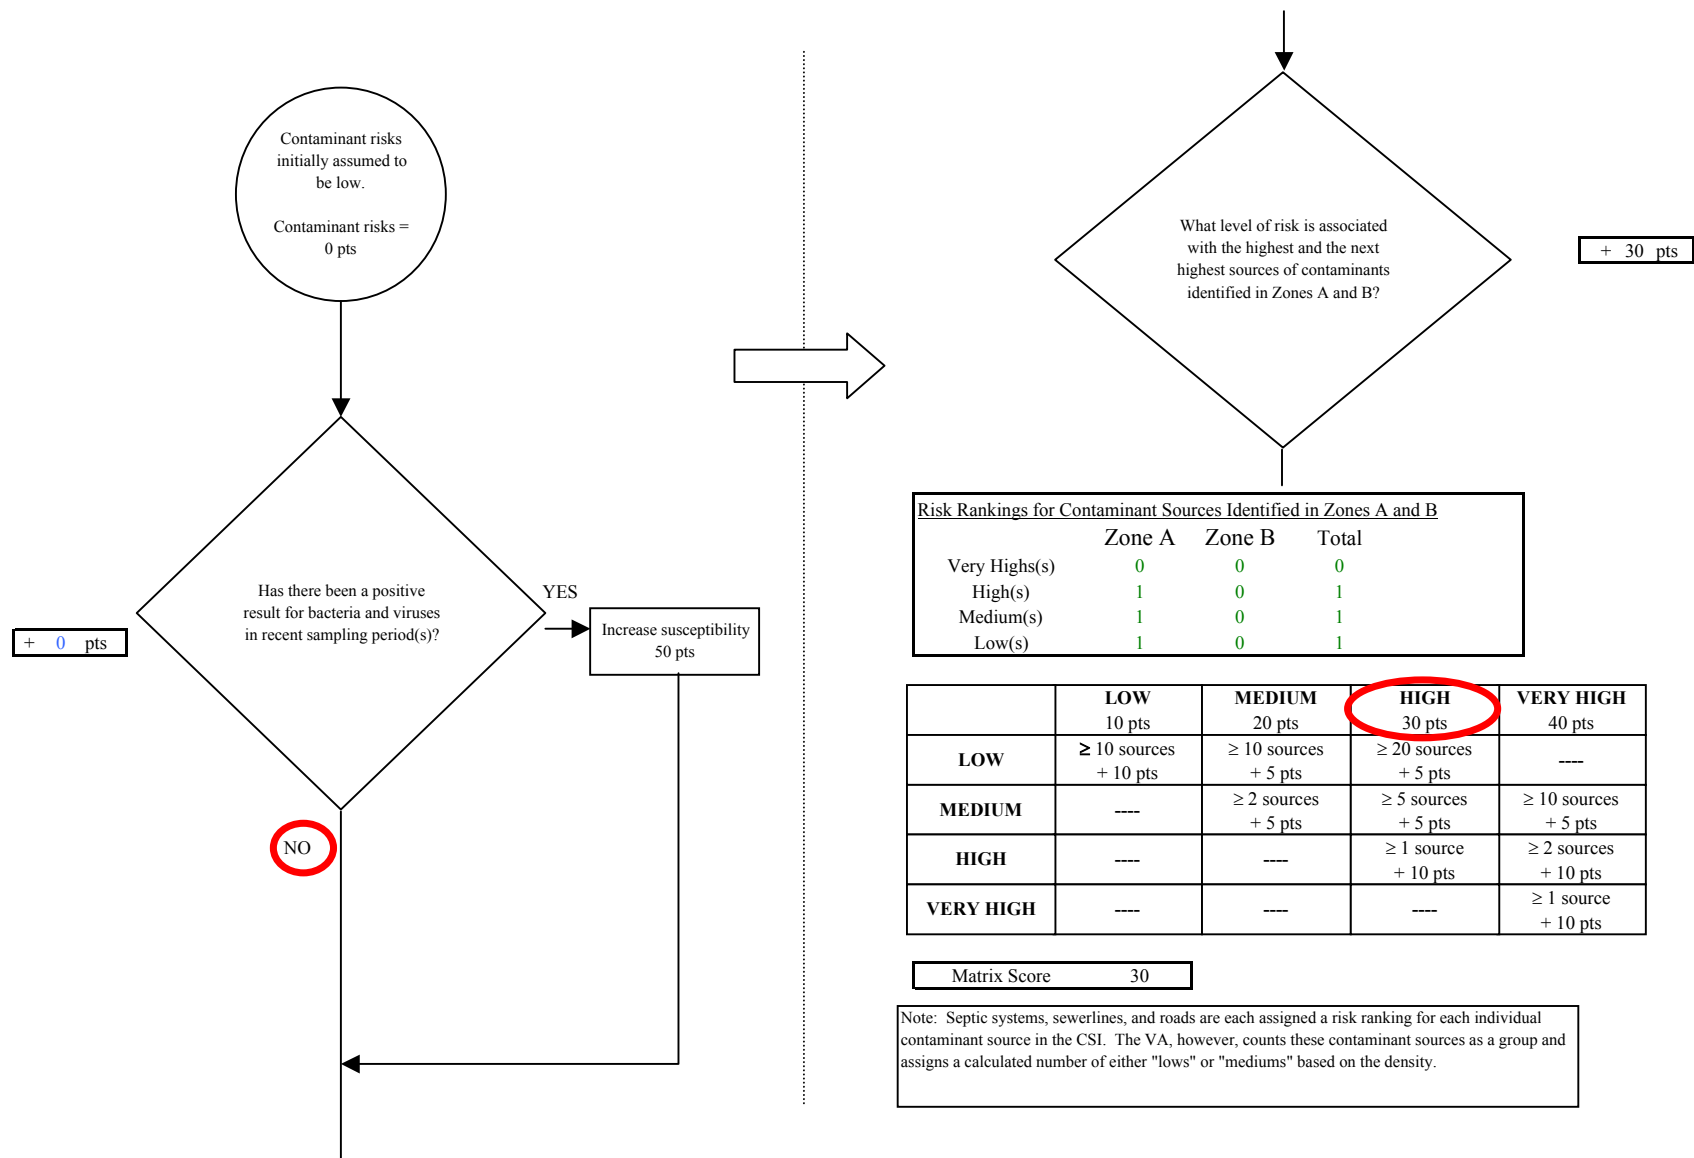 Contaminant risks
initially assumed to
be low.
Contaminant risks =
0 pts
Has there been a positive
result for bacteria and viruses
in recent sampling period(s)?
YES
Increase susceptibility
50 pts
+ 0 pts
NO
What level of risk is associated
with the highest and the next
highest sources of contaminants
identified in Zones A and B?
+ 30 pts
Risk Rankings for Contaminant Sources Identified in Zones A and B
Zone A Zone B Total
Very Highs(s) 0 0 0
High(s) 1 0 1
Medium(s) 1 0 1
Low(s) 1 0 1
LOW MEDIUM HIGH VERY HIGH
10 pts 20 pts 30 pts 40 pts
LOW ≥ 10 sources ≥ 10 sources ≥ 20 sources ----
+ 10 pts + 5 pts + 5 pts
MEDIUM ---- ≥ 2 sources ≥ 5 sources ≥ 10 sources
+ 5 pts + 5 pts + 5 pts
HIGH ---- ---- ≥ 1 source ≥ 2 sources
+ 10 pts + 10 pts
VERY HIGH ---- ---- ---- ≥ 1 source
+ 10 pts
Matrix Score 30
Note: Septic systems, sewerlines, and roads are each assigned a risk ranking for each individual
contaminant source in the CSI. The VA, however, counts these contaminant sources as a group and
assigns a calculated number of either "lows" or "mediums" based on the density.